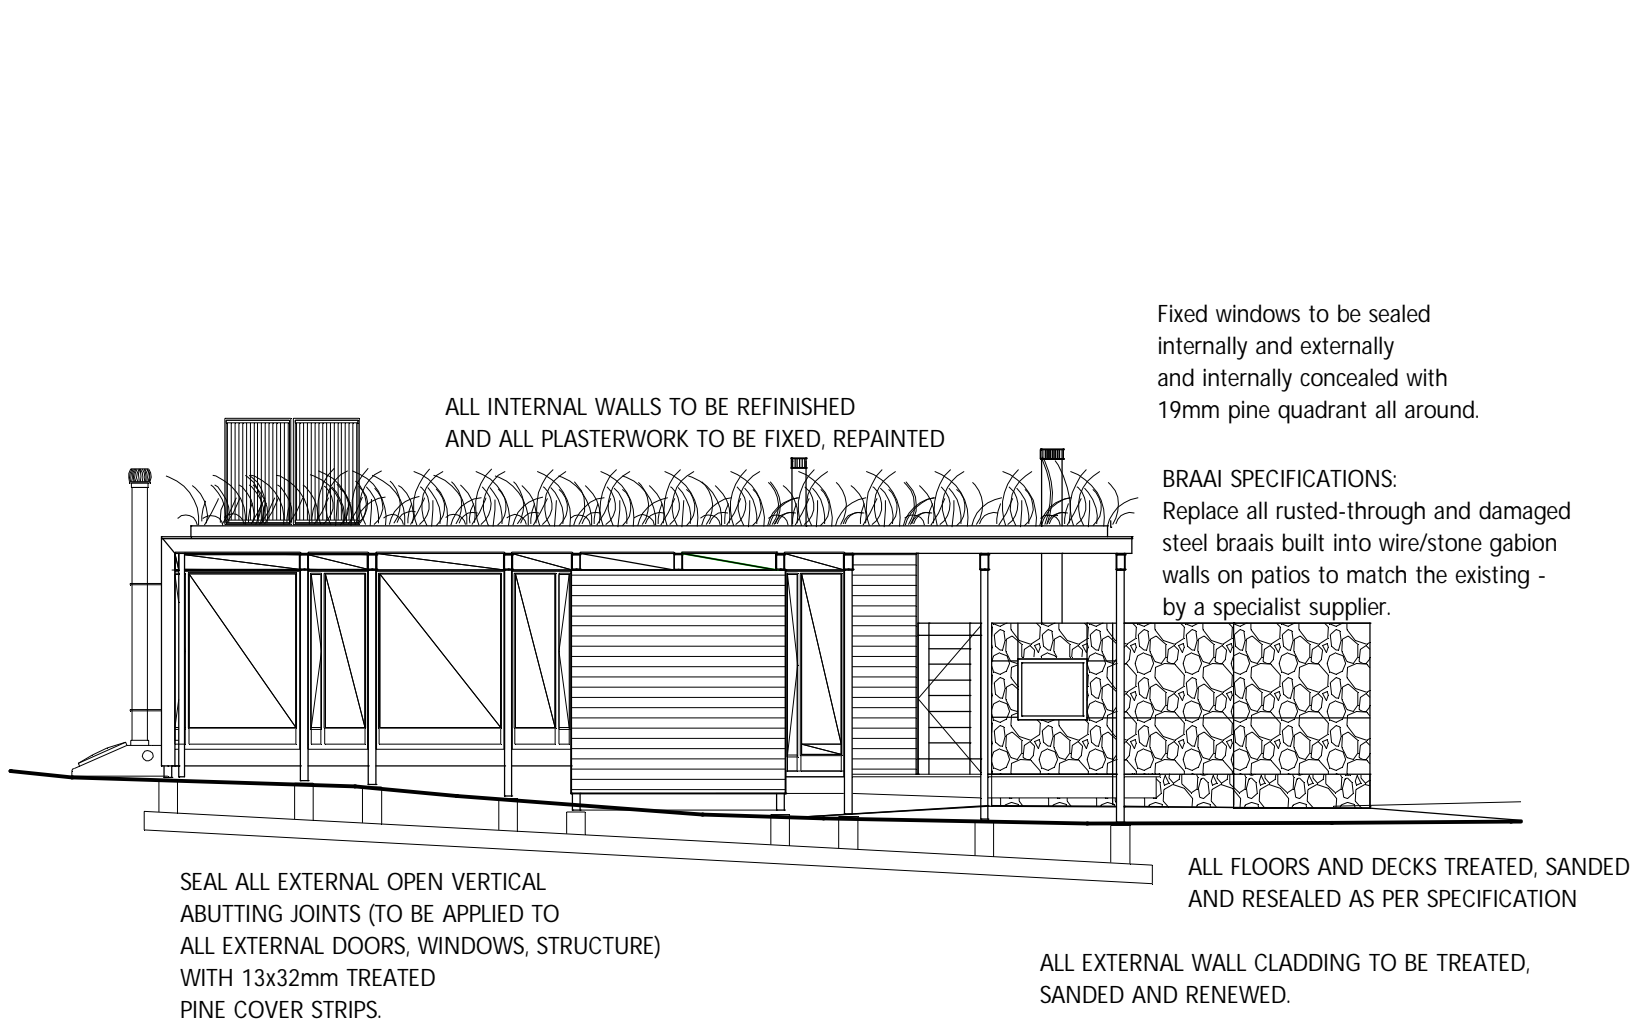 Fixed windows to be sealed
internally and externally
and internally concealed with
19mm pine quadrant all around.
ALL INTERNAL WALLS TO BE REFINISHED
AND ALL PLASTERWORK TO BE FIXED, REPAINTED
BRAAI SPECIFICATIONS:
Replace all rusted-through and damaged
steel braais built into wire/stone gabion
walls on patios to match the existing -
by a specialist supplier.
SEAL ALL EXTERNAL OPEN VERTICAL
ABUTTING JOINTS (TO BE APPLIED TO
ALL EXTERNAL DOORS, WINDOWS, STRUCTURE)
WITH 13x32mm TREATED
PINE COVER STRIPS.
ALL FLOORS AND DECKS TREATED, SANDED
AND RESEALED AS PER SPECIFICATION
ALL EXTERNAL WALL CLADDING TO BE TREATED,
SANDED AND RENEWED.